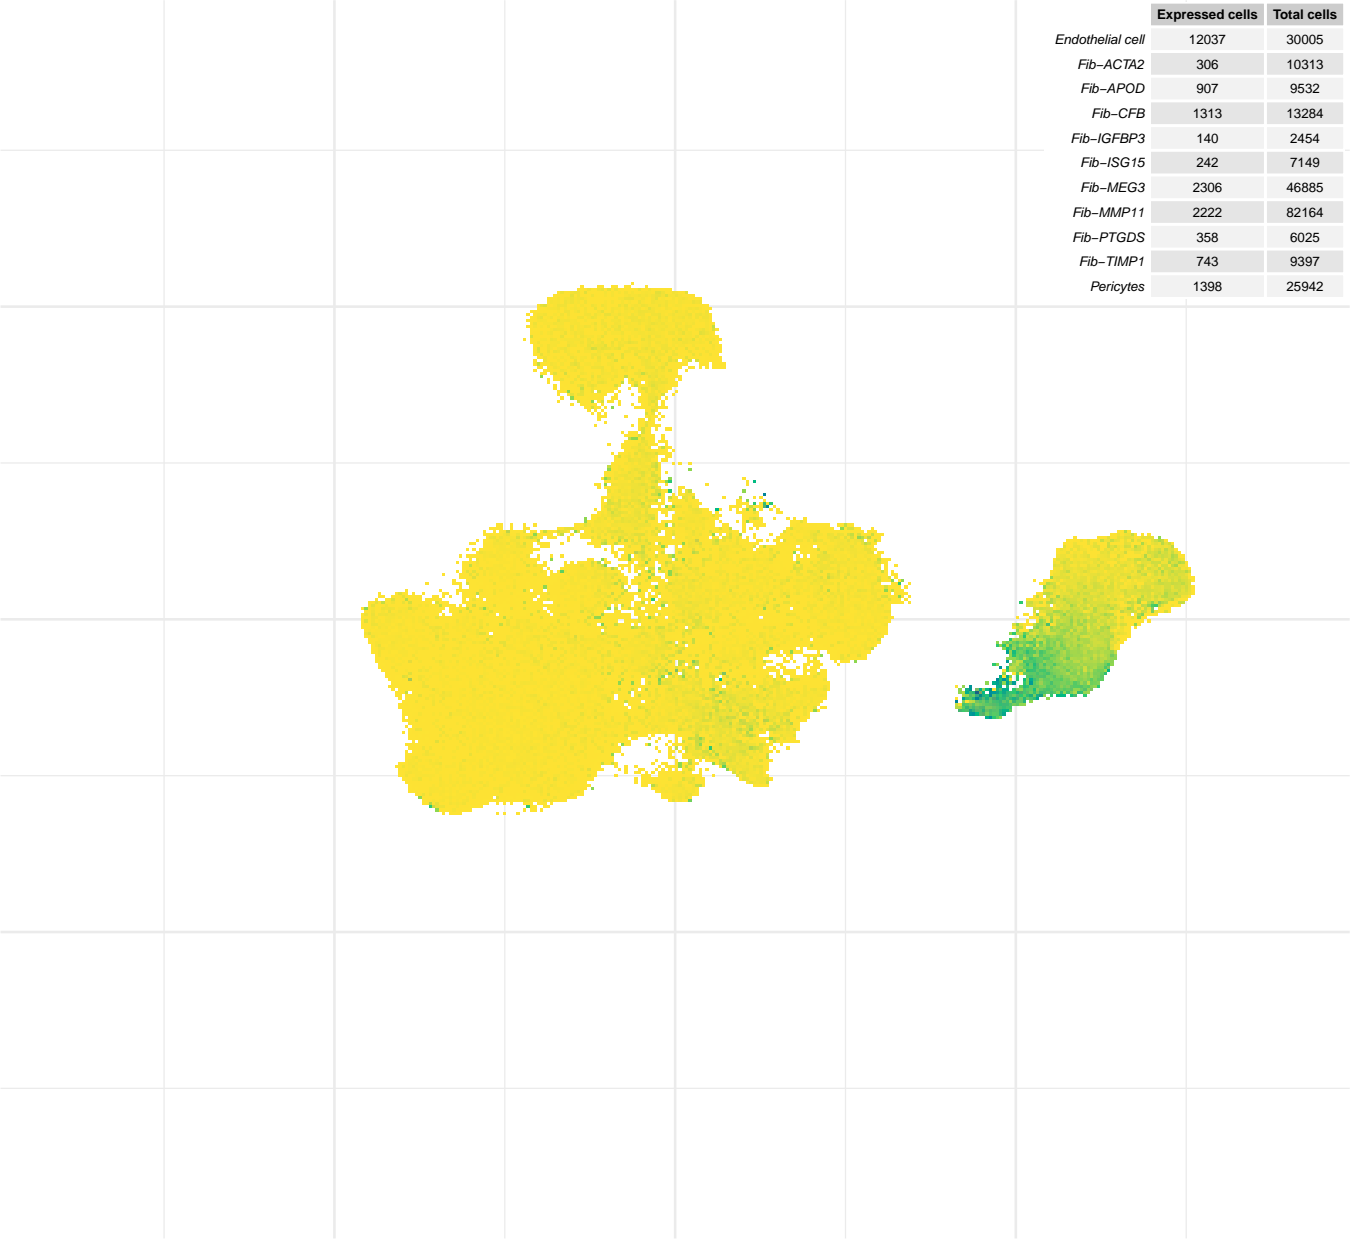 Expressed cells Total cells
Endothelial cell 12037 30005
Fib−ACTA2 306 10313
Fib−APOD 907 9532
Fib−CFB 1313 13284
Fib−IGFBP3 140 2454
Fib−ISG15 242 7149
Fib−MEG3 2306 46885
Fib−MMP11 2222 82164
Fib−PTGDS 358 6025
Fib−TIMP1 743 9397
Pericytes 1398 25942